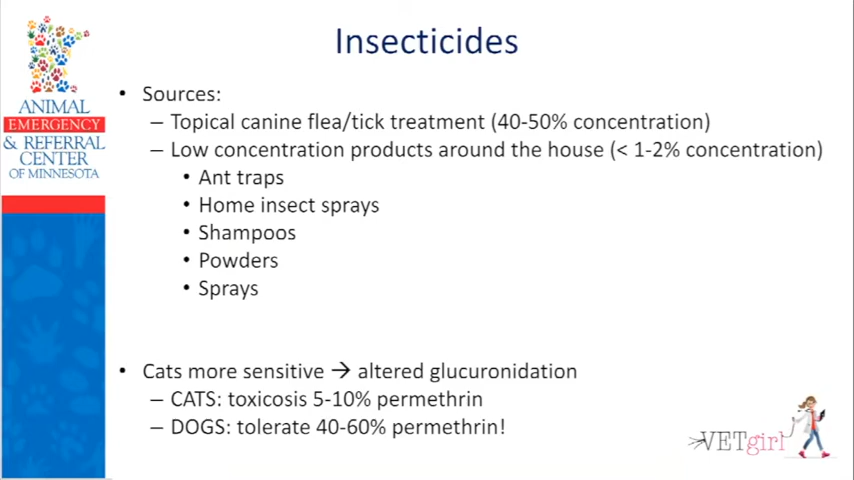 Insecticides
ANIMAL
EMERGENCY
& REFERRAL
CENTER
OF MINNESOTA
• Sources:
– Topical canine flea/tick treatment (40-50% concentration)
– Low concentration products around the house (< 1-2% concentration)
• Ant traps
• Home insect sprays
• Shampoos
• Powders
• Sprays
• Cats more sensitive → altered glucuronidation
– CATS: toxicosis 5-10% permethrin
– DOGS: tolerate 40-60% permethrin!
VETgirl